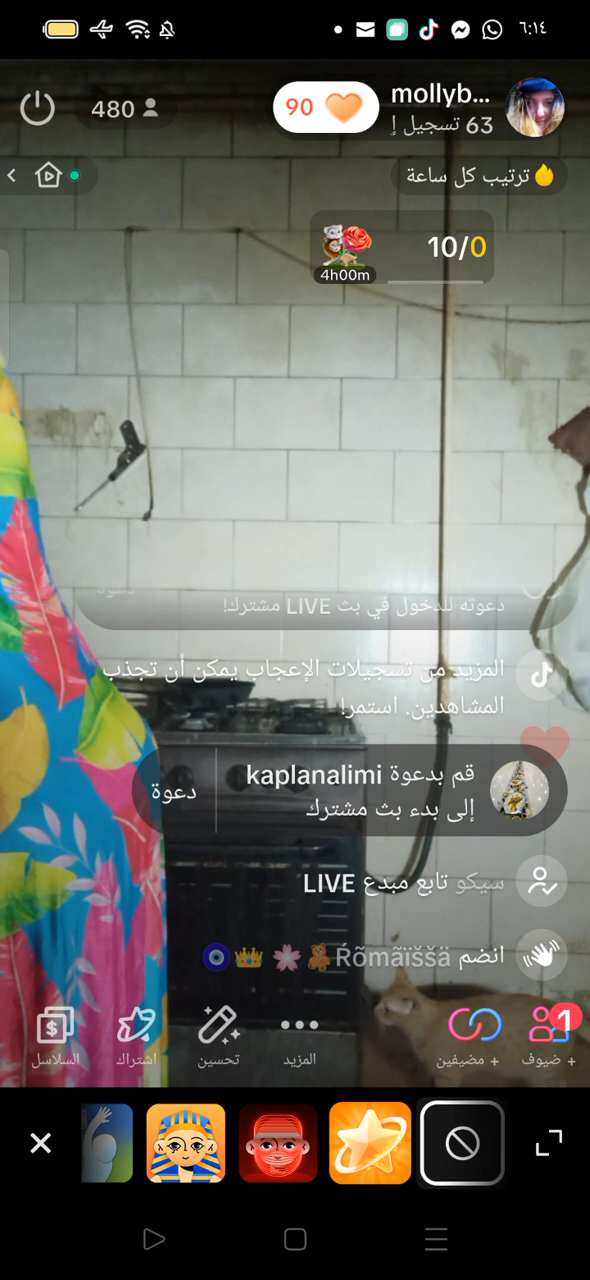 ٦:١٤
mollyb...
63 تسجيل إ
90
480
ترتيب كل ساعة
10/0
4h00m
دعوته للدخول في بث LIVE مشترك!
دعوة
المزيد من تسجيلات الإعجاب يمكن أن تجذب
المشاهدين. استمر!
قم بدعوة kaplanalimi
إلى بدء بث مشترك
دعوة
سيكو تابع مبدع LIVE
انضم Ŕõmãiššä
1
+ ضيوف
+ مضيفين
المزيد
تحسين
اشتراك
السلاسل